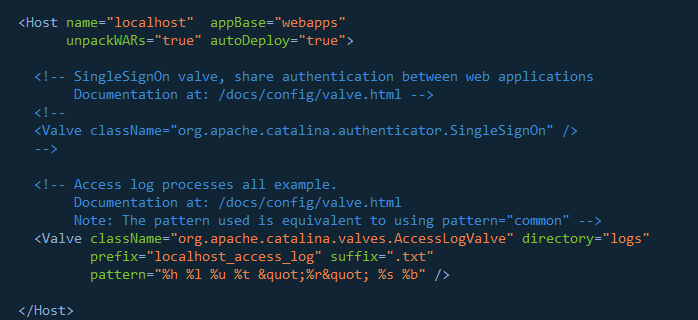 <Host name="localhost"  appBase="webapps"
      unpackWARs="true" autoDeploy="true">

  <!-- SingleSignOn valve, share authentication between web applications
       Documentation at: /docs/config/valve.html -->
  <!--
  <Valve className="org.apache.catalina.authenticator.SingleSignOn" />
  -->

  <!-- Access log processes all example.
       Documentation at: /docs/config/valve.html
       Note: The pattern used is equivalent to using pattern="common" -->
  <Valve className="org.apache.catalina.valves.AccessLogValve" directory="logs"
         prefix="localhost_access_log" suffix=".txt"
         pattern="%h %l %u %t &quot;%r&quot; %s %b" />

</Host>